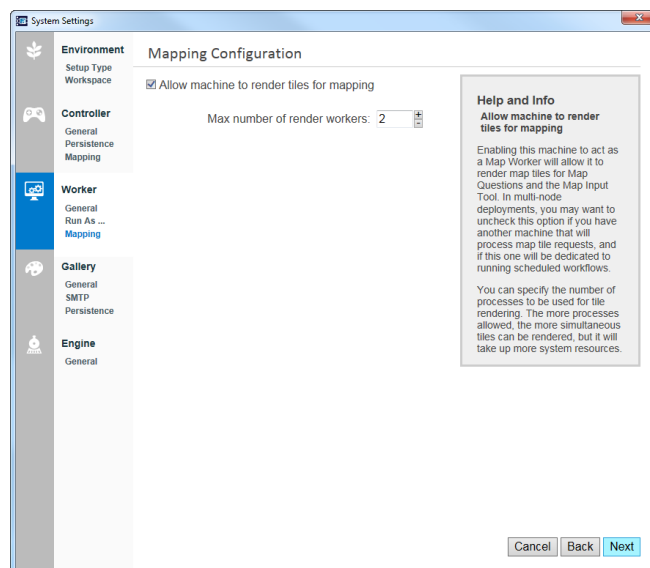 System Settings
Environment
Setup Type
Workspace
Controller
General
Persistence
Mapping
Worker
General
Run As ...
Mapping
Gallery
General
SMTP
Persistence
Engine
General
Mapping Configuration
Allow machine to render tiles for mapping
Max number of render workers: 2
Help and Info
Allow machine to render
tiles for mapping
Enabling this machine to act as
a Map Worker will allow it to
render map tiles for Map
Questions and the Map Input
Tool. In multi-node
deployments, you may want to
uncheck this option if you have
another machine that will
process map tile requests, and
if this one will be dedicated to
running scheduled workflows.
You can specify the number of
processes to be used for tile
rendering. The more processes
allowed, the more simultaneous
tiles can be rendered, but it will
take up more system resources.
Cancel Back Next